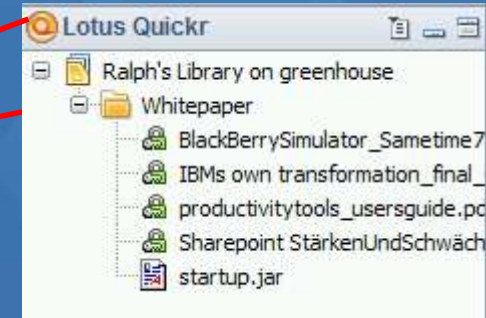 Lotus Quickr
Ralph's Library on greenhouse
Whitepaper
BlackBerrySimulator_Sametime7
IBMs own transformation_final_
productivitytools_usersguide.pd
Sharepoint StärkenUndSchwäch
startup.jar